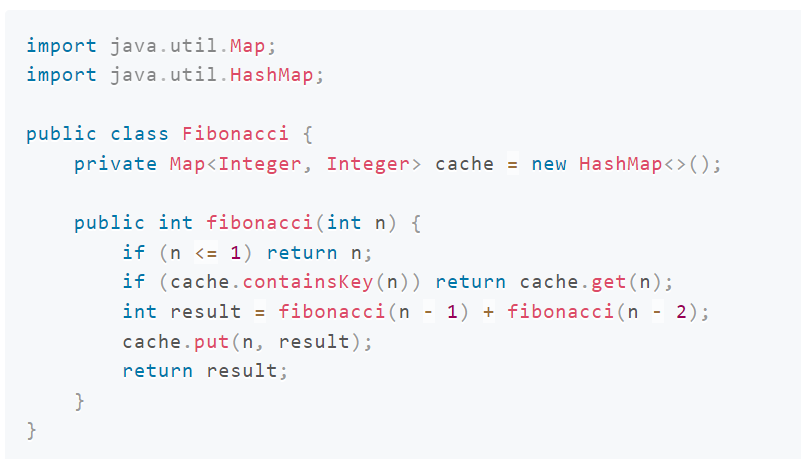 import java.util.Map;
import java.util.HashMap;

public class Fibonacci {
    private Map<Integer, Integer> cache = new HashMap<>();

    public int fibonacci(int n) {
        if (n <= 1) return n;
        if (cache.containsKey(n)) return cache.get(n);
        int result = fibonacci(n - 1) + fibonacci(n - 2);
        cache.put(n, result);
        return result;
    }
}